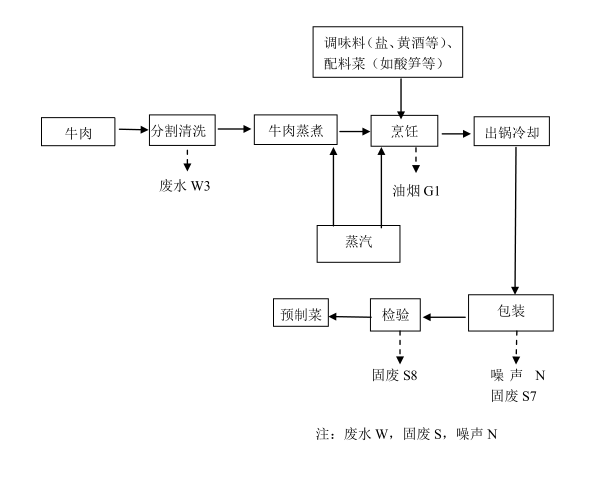 调味料（盐、黄酒等）、
配料菜（如酸笋等）
牛肉
分割清洗
牛肉蒸煮
烹饪
出锅冷却
废水 W3
油烟 G1
蒸汽
预制菜
检验
包装
固废 S8
噪 声 N
固废 S7
注：废水 W，固废 S，噪声 N